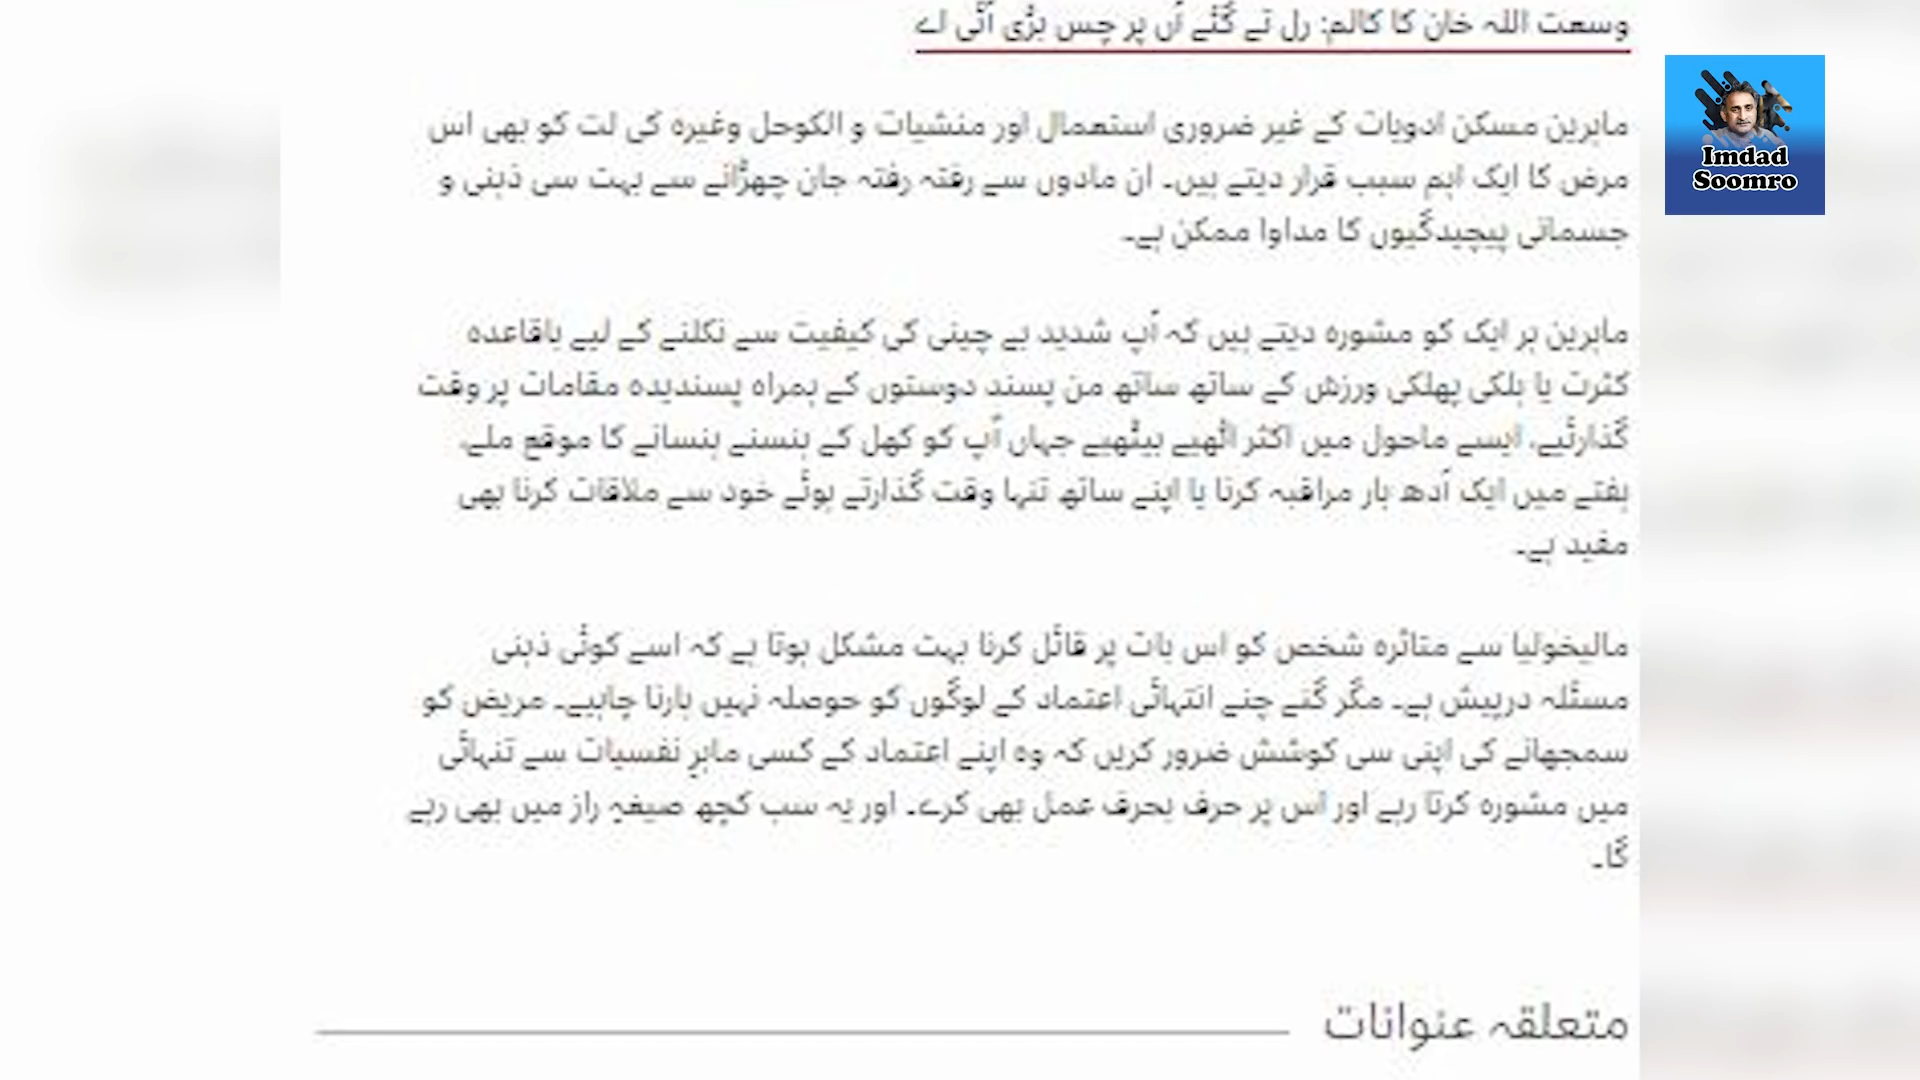 وسعت اللہ خان کا کالم: رل تے گئے آں پر چس بڑی آئی اے
Imdad
Soomro
ماہرین مسکن ادویات کے غیر ضروری استعمال اور منشیات و الکوحل وغیرہ کی لت کو بھی اس
مرض کا ایک اہم سبب قرار دیتے ہیں۔ ان مادوں سے رفتہ رفتہ جان چھڑانے سے بہت سی ذہنی و
جسمانی پیچیدگیوں کا مداوا ممکن ہے۔
ماہرین ہر ایک کو مشورہ دیتے ہیں کہ آپ شدید بے چینی کی کیفیت سے نکلنے کے لیے باقاعدہ
کثرت یا ہلکی پھلکی ورزش کے ساتھ ساتھ من پسند دوستوں کے ہمراہ پسندیدہ مقامات پر وقت
گذارئیے، ایسے ماحول میں اکثر اٹھیے بیٹھیے جہاں آپ کو کھل کے ہنسنے ہنسانے کا موقع ملے،
ہفتے میں ایک آدھ بار مراقبہ کرنا یا اپنے ساتھ تنہا وقت گذارتے ہوئے خود سے ملاقات کرنا بھی
مفید ہے۔
مالیخولیا سے متاثرہ شخص کو اس بات پر قائل کرنا بہت مشکل ہوتا ہے کہ اسے کوئی ذہنی
مسئلہ درپیش ہے۔ مگر گنے چنے انتہائی اعتماد کے لوگوں کو حوصلہ نہیں ہارنا چاہیے۔ مریض کو
سمجھانے کی اپنی سی کوشش ضرور کریں کہ وہ اپنے اعتماد کے کسی ماہرِ نفسیات سے تنہائی
میں مشورہ کرتا رہے اور اس پر حرف بحرف عمل بھی کرے۔ اور یہ سب کچھ صیغہِ راز میں بھی رہے
گا۔
متعلقہ عنوانات